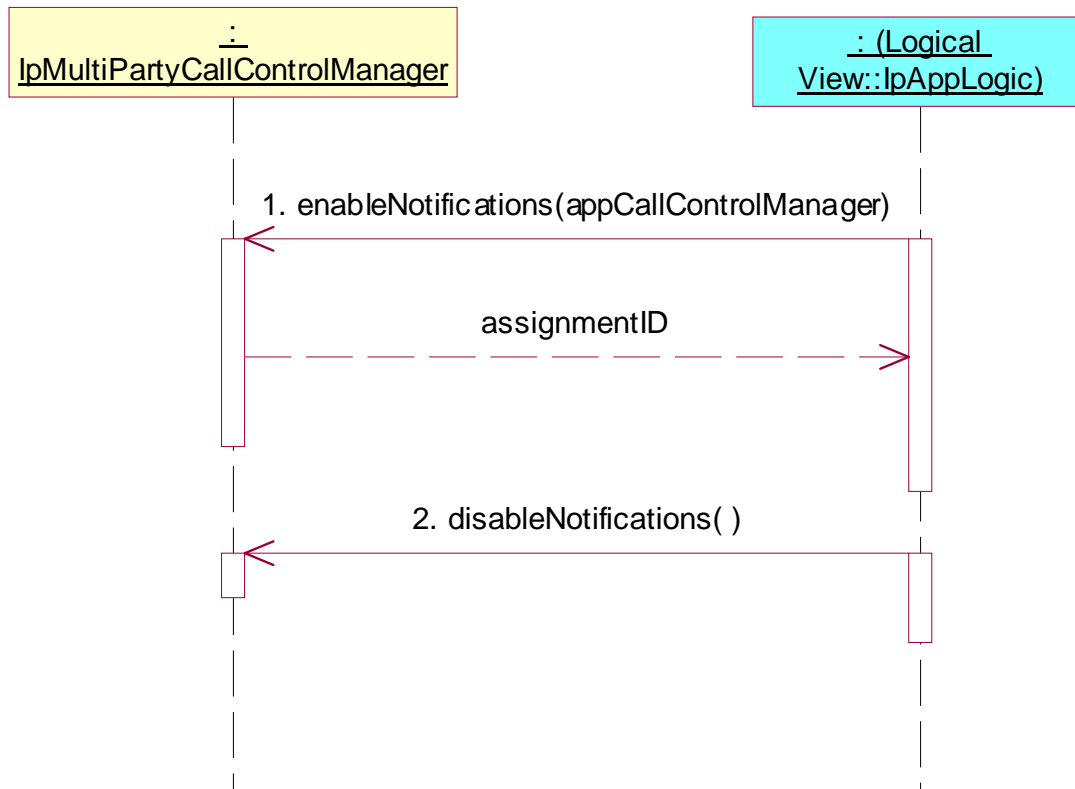 :
IpMultiPartyCallControlManager
: (Logical
View::IpAppLogic)
1. enableNotifications(appCallControlManager)
assignmentID
2. disableNotifications( )